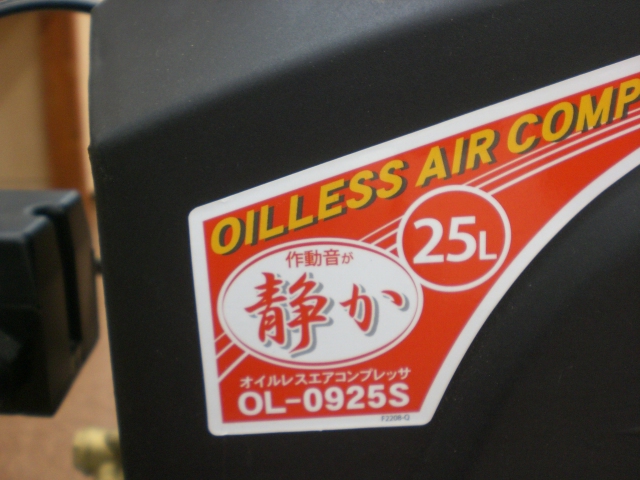 OILLESS AIR COMP
25L
作動音が
静か
オイルレスエアコンプレッサ
OL-0925S
F2208-Q